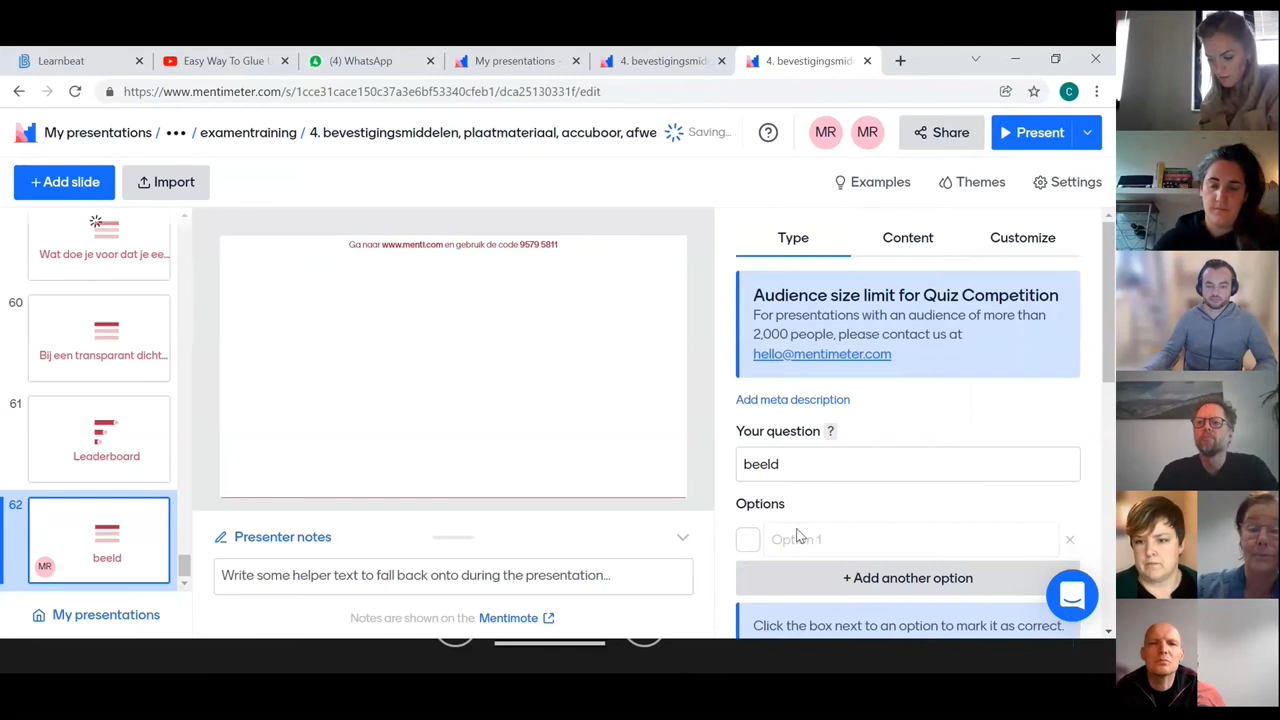 Learnbeat
Easy Way To Glue
(4) WhatsApp
My presentations -
4. bevestigingsmid
4. bevestigingsmid
https://www.mentimeter.com/s/1cce31cace150c37a3e6bf53340cfeb1/dca25130331f/edit
C
My presentations / ••• / examentraining / 4. bevestigingsmiddelen, plaatmateriaal, accuboor, afwe
Saving...
?
MR
MR
Share
Present
+ Add slide
Import
Examples
Themes
Settings
Wat doe je voor dat je ee...
60
Bij een transparant dicht...
61
Leaderboard
62
MR
beeld
My presentations
Ga naar www.menti.com en gebruik de code 9579 5811
Presenter notes
Write some helper text to fall back onto during the presentation...
Notes are shown on the Mentimote
Type
Content
Customize
Audience size limit for Quiz Competition
For presentations with an audience of more than
2,000 people, please contact us at
hello@mentimeter.com
Add meta description
Your question ?
beeld
Options
Option 1
+ Add another option
Click the box next to an option to mark it as correct.